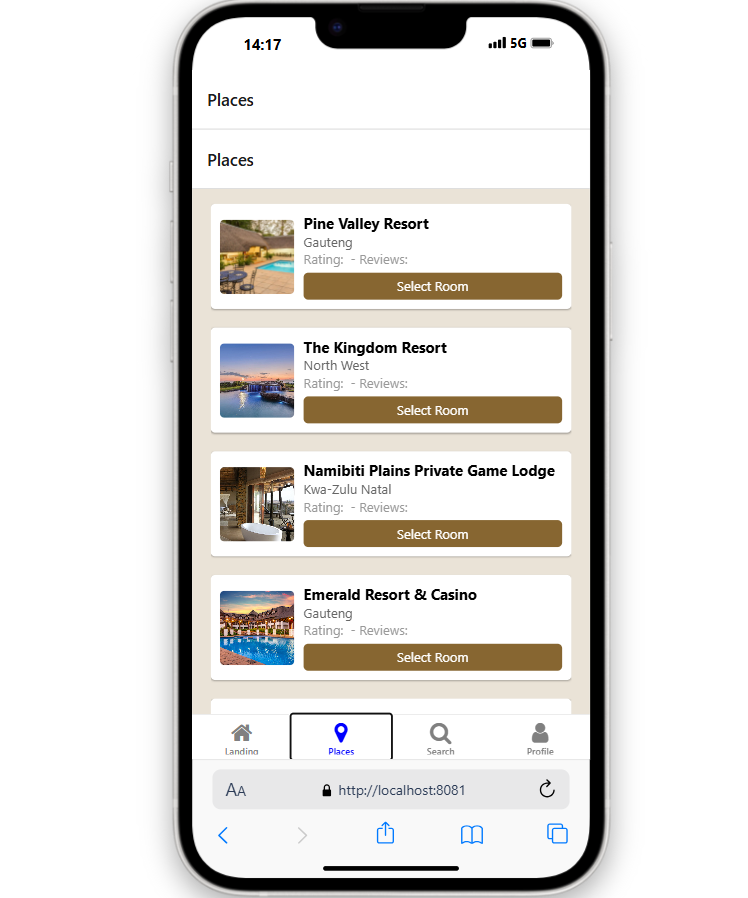 14:17 5G
Places
Places
Pine Valley Resort
Gauteng
Rating: - Reviews:
Select Room
The Kingdom Resort
North West
Rating: - Reviews:
Select Room
Namibiti Plains Private Game Lodge
Kwa-Zulu Natal
Rating: - Reviews:
Select Room
Emerald Resort & Casino
Gauteng
Rating: - Reviews:
Select Room
Landing Places Search Profile
AA http://localhost:8081